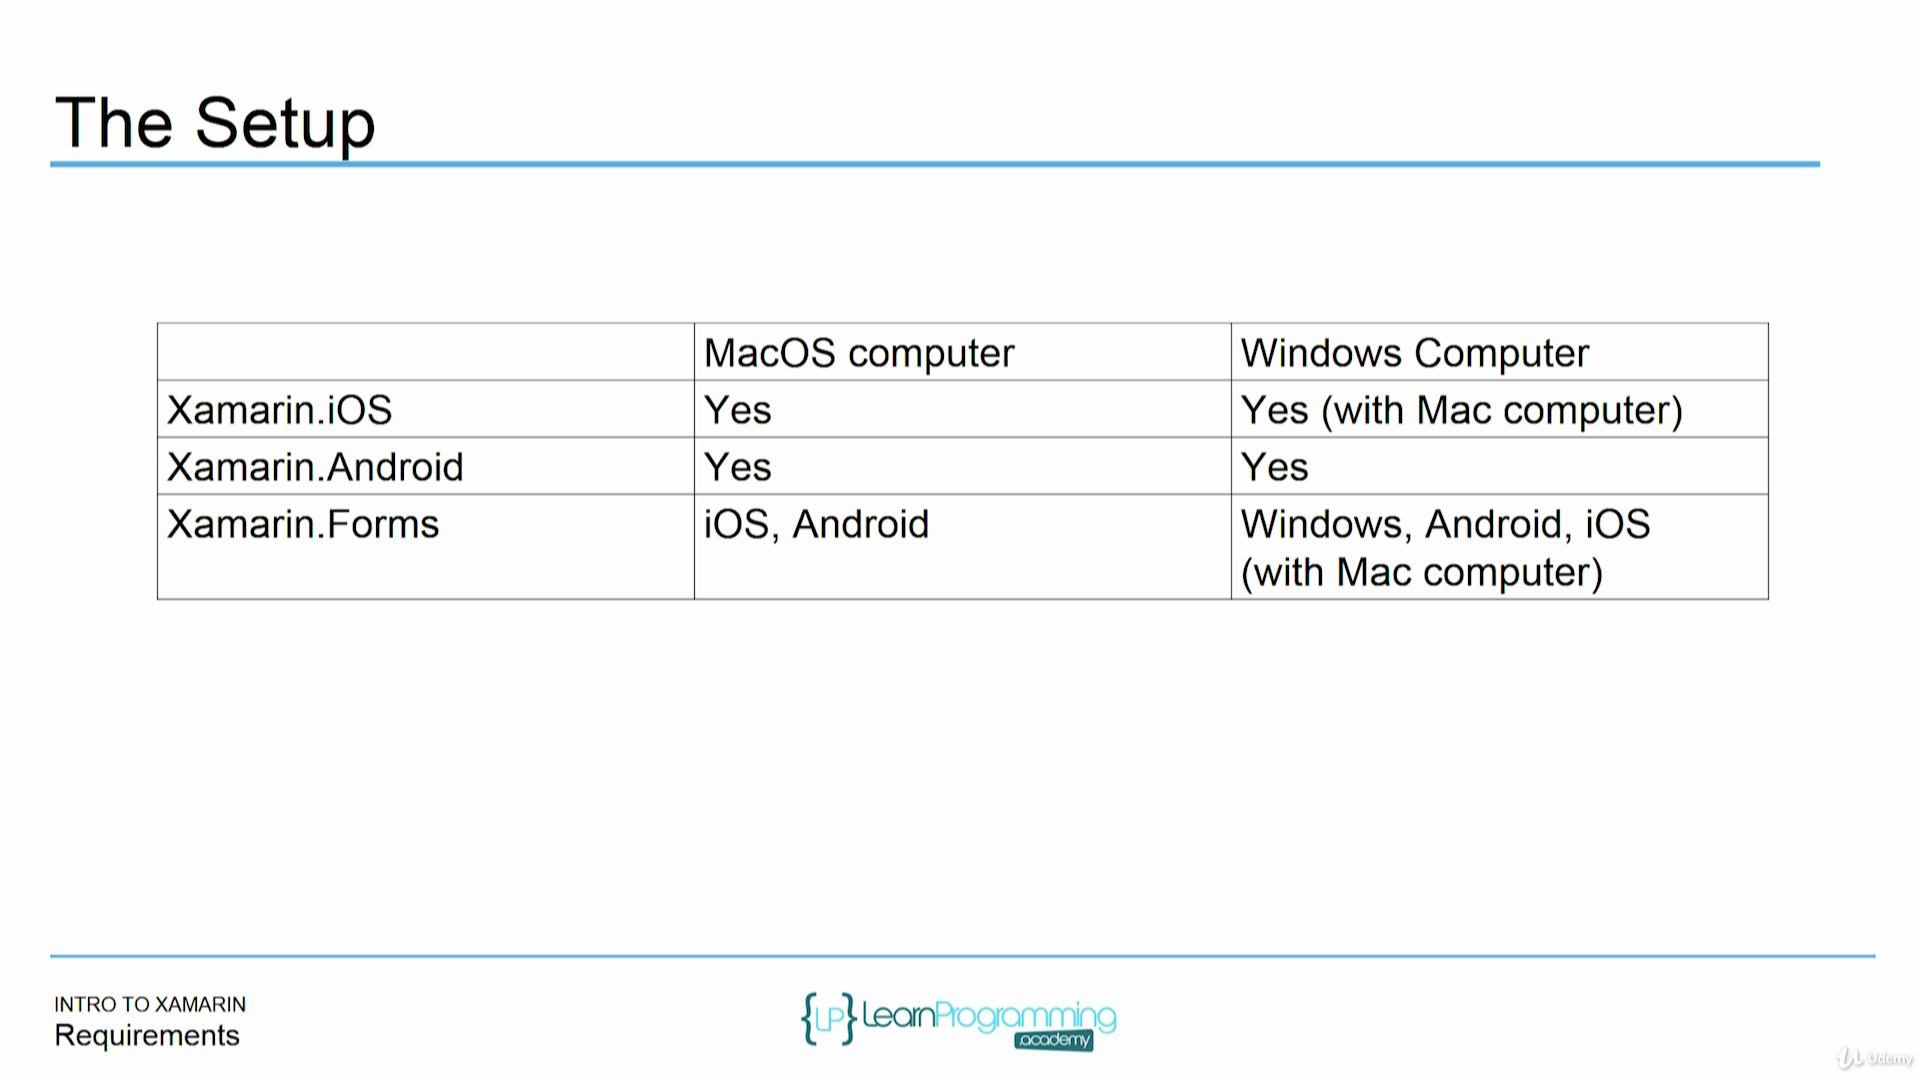 The Setup
MacOS computer
Windows Computer
Xamarin.iOS
Yes
Yes (with Mac computer)
Xamarin.Android
Yes
Yes
Xamarin.Forms
iOS, Android
Windows, Android, iOS
(with Mac computer)
INTRO TO XAMARIN
Requirements
{LP} LearnProgramming
.academy
Udemy